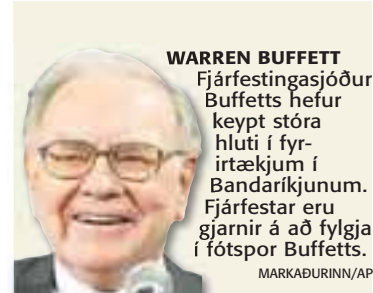 WARREN BUFFETT
Fjárfestingasjóður
Buffetts hefur
keypt stóra
hluti í fyr-
irtækjum í
Bandaríkjunum.
Fjárfestar eru
gjarnir á að fylgja
í fótspor Buffetts.
MARKAÐURINN/AP